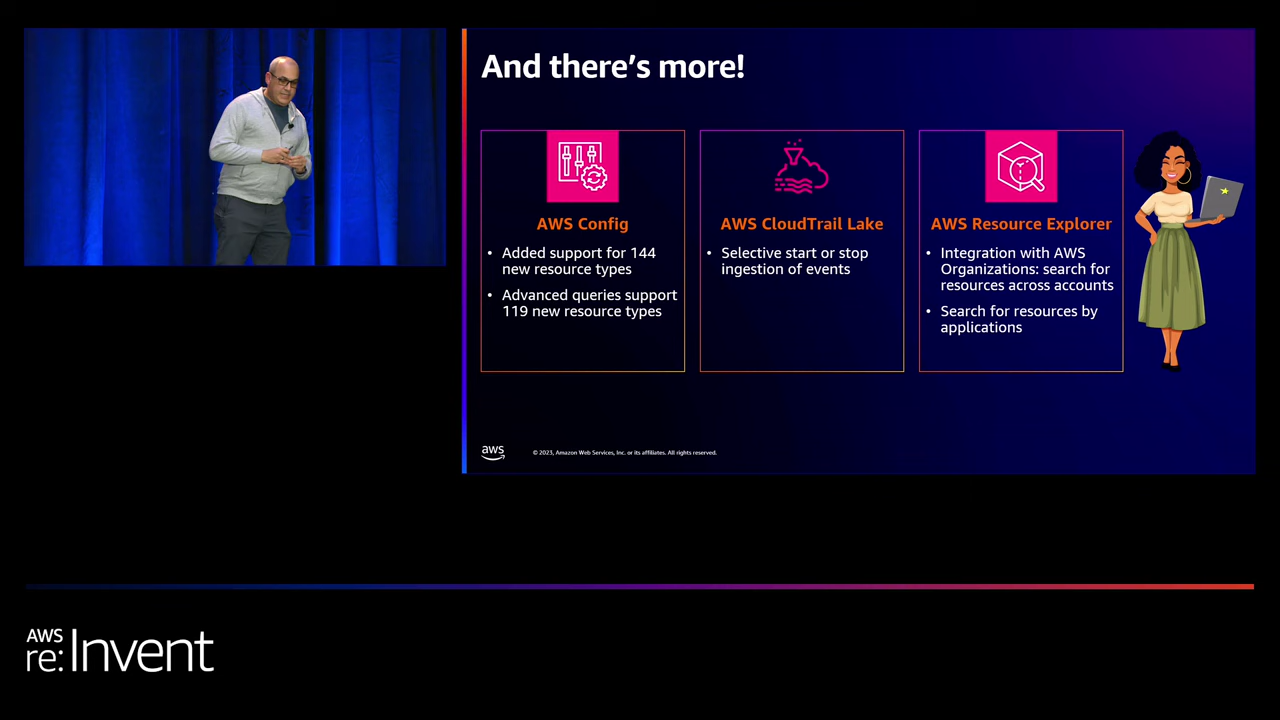 And there's more!
AWS Config
• Added support for 144
new resource types
• Advanced queries support
119 new resource types
AWS CloudTrail Lake
• Selective start or stop
ingestion of events
AWS Resource Explorer
• Integration with AWS
Organizations: search for
resources across accounts
• Search for resources by
applications
aws
© 2023, Amazon Web Services, Inc. or its affiliates. All rights reserved.
AWS
re:Invent